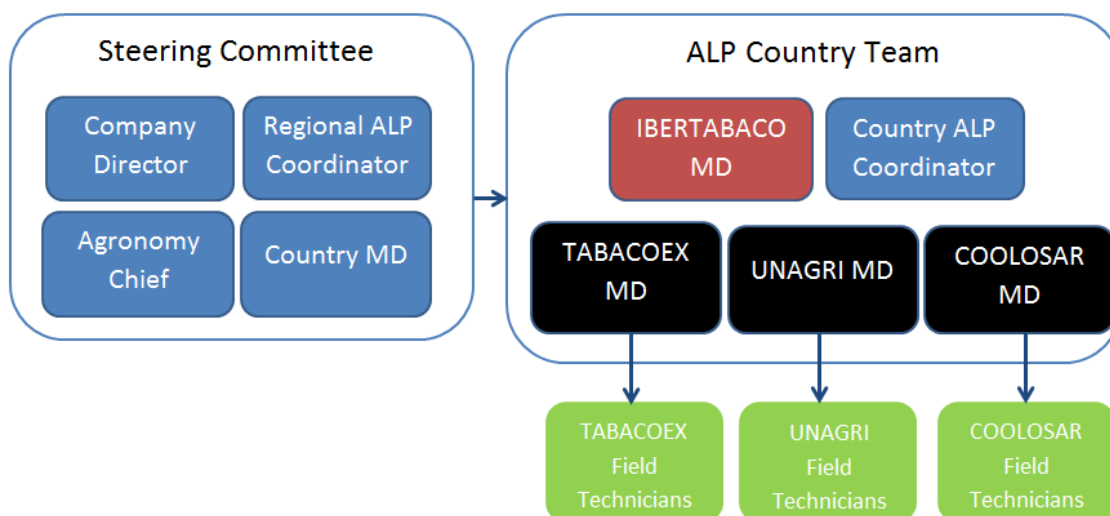 Steering Committee
Company
Director
Regional ALP
Coordinator
Agronomy
Chief
Country MD
ALP Country Team
IBERTABACO
MD
Country ALP
Coordinator
TABACOEX
MD
UNAGRI MD
COOLOSAR
MD
TABACOEX
Field
Technicians
UNAGRI
Field
Technicians
COOLOSAR
Field
Technicians